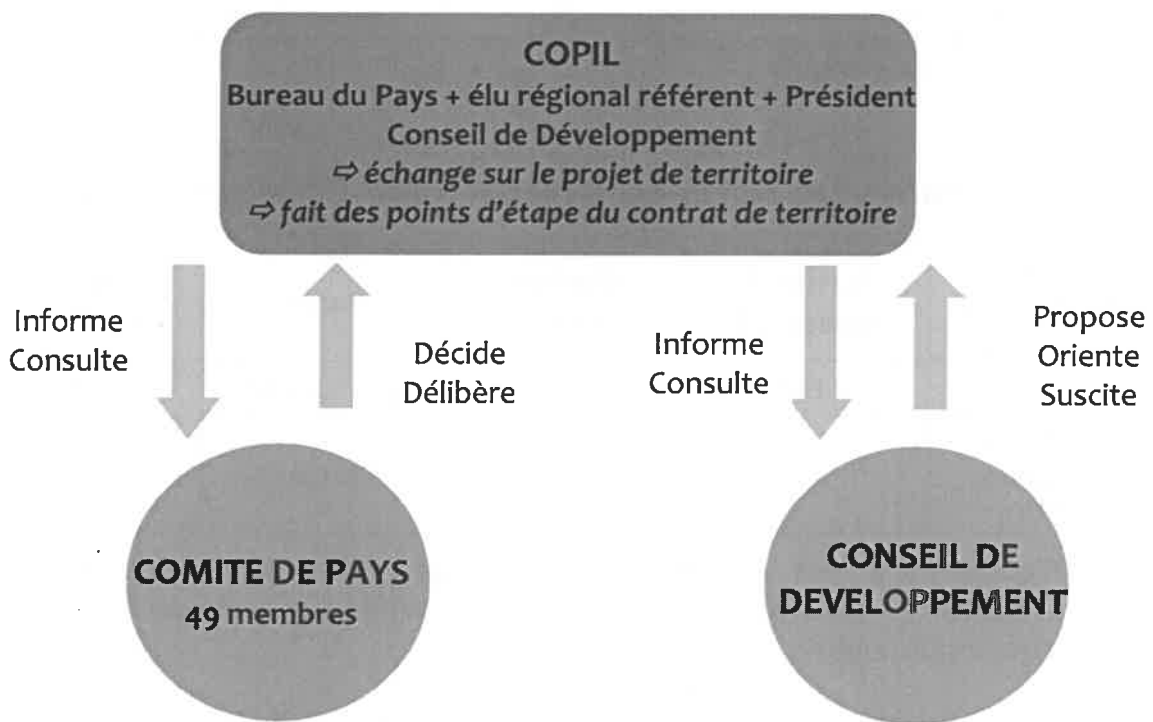 COPIL
Bureau du Pays + élu régional référent + Président
Conseil de Développement
⇨ échange sur le projet de territoire
⇨ fait des points d'étape du contrat de territoire
Informe
Consulte
Décide
Délibère
Informe
Consulte
Propose
Oriente
Suscite
COMITE DE PAYS
49 membres
CONSEIL DE
DEVELOPPEMENT